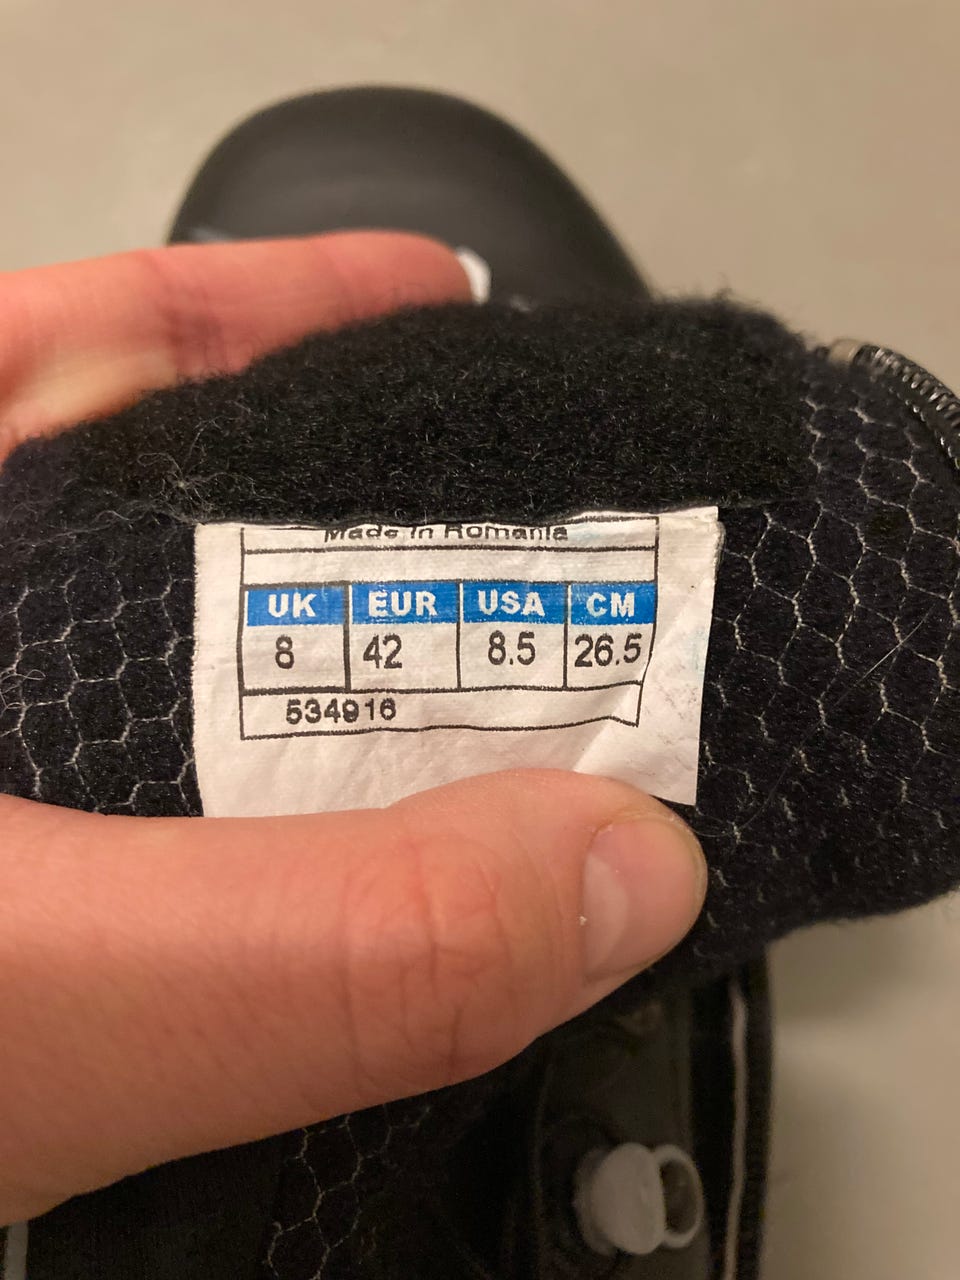 Made in Romania
UK EUR USA CM
8 42 8.5 26.5
534916